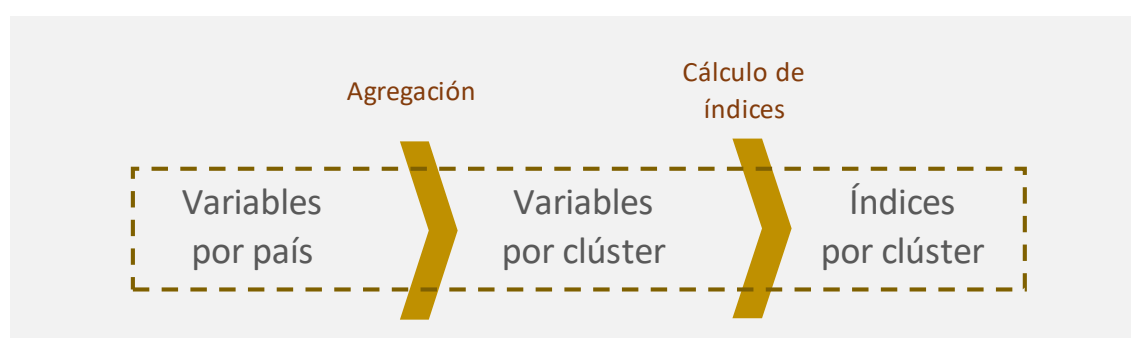 Agregación
Cálculo de
índices
Variables
por país
Variables
por clúster
Índices
por clúster